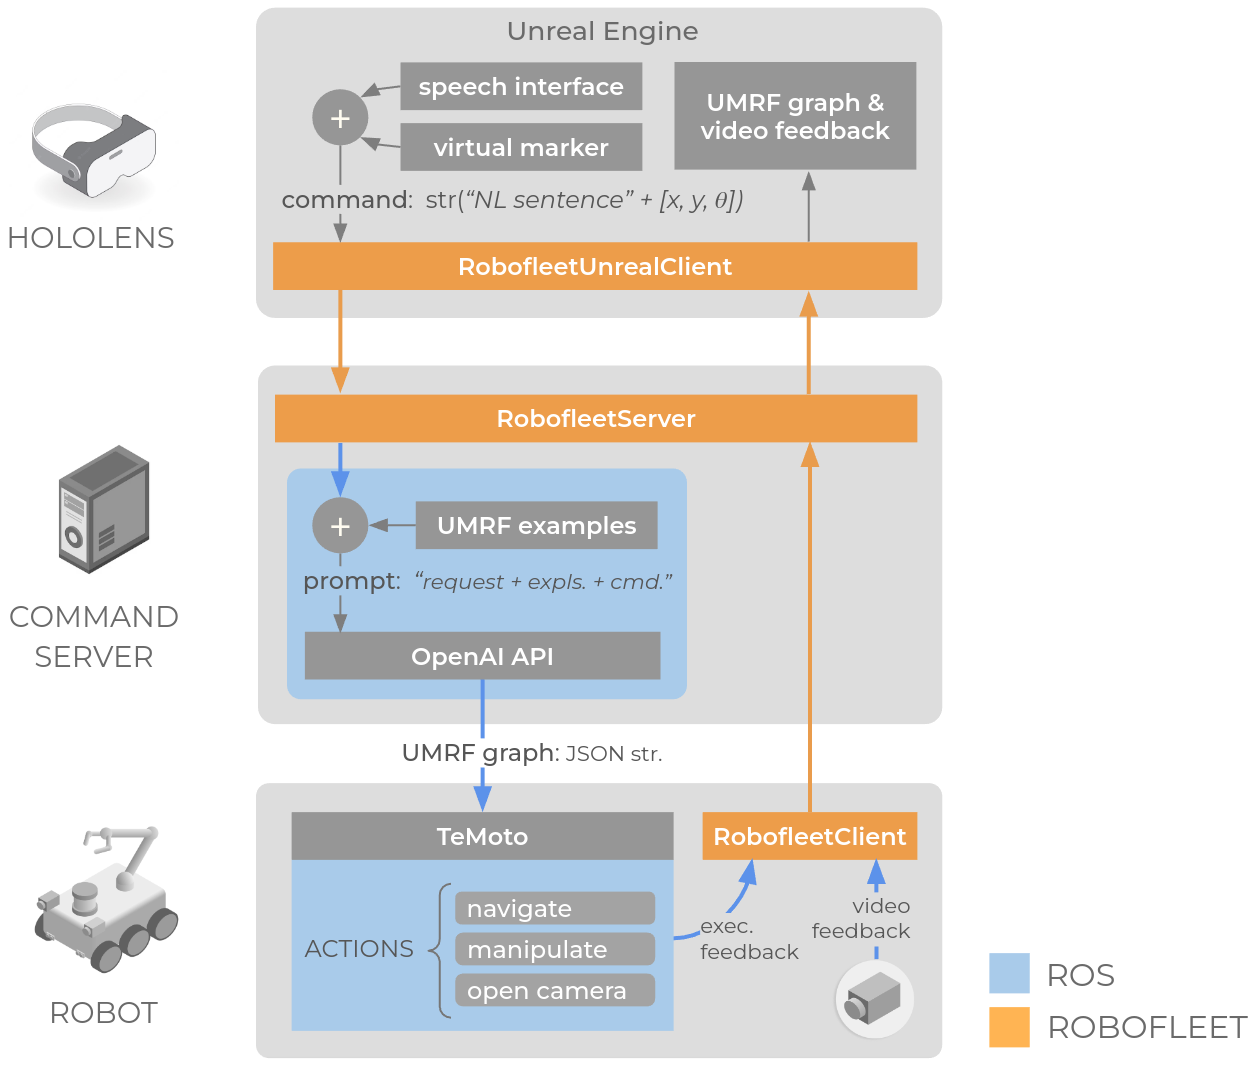 Unreal Engine
speech interface
virtual marker
+
UMRF graph &
video feedback
command: str(“NL sentence” + [x, y, θ])
HOLOLENS
RobofleetUnrealClient
RobofleetServer
+
UMRF examples
prompt: “request + expls. + cmd.”
OpenAI API
COMMAND
SERVER
UMRF graph: JSON str.
TeMoto
RobofleetClient
ACTIONS
navigate
manipulate
open camera
exec.
feedback
video
feedback
ROBOT
ROS
ROBOFLEET